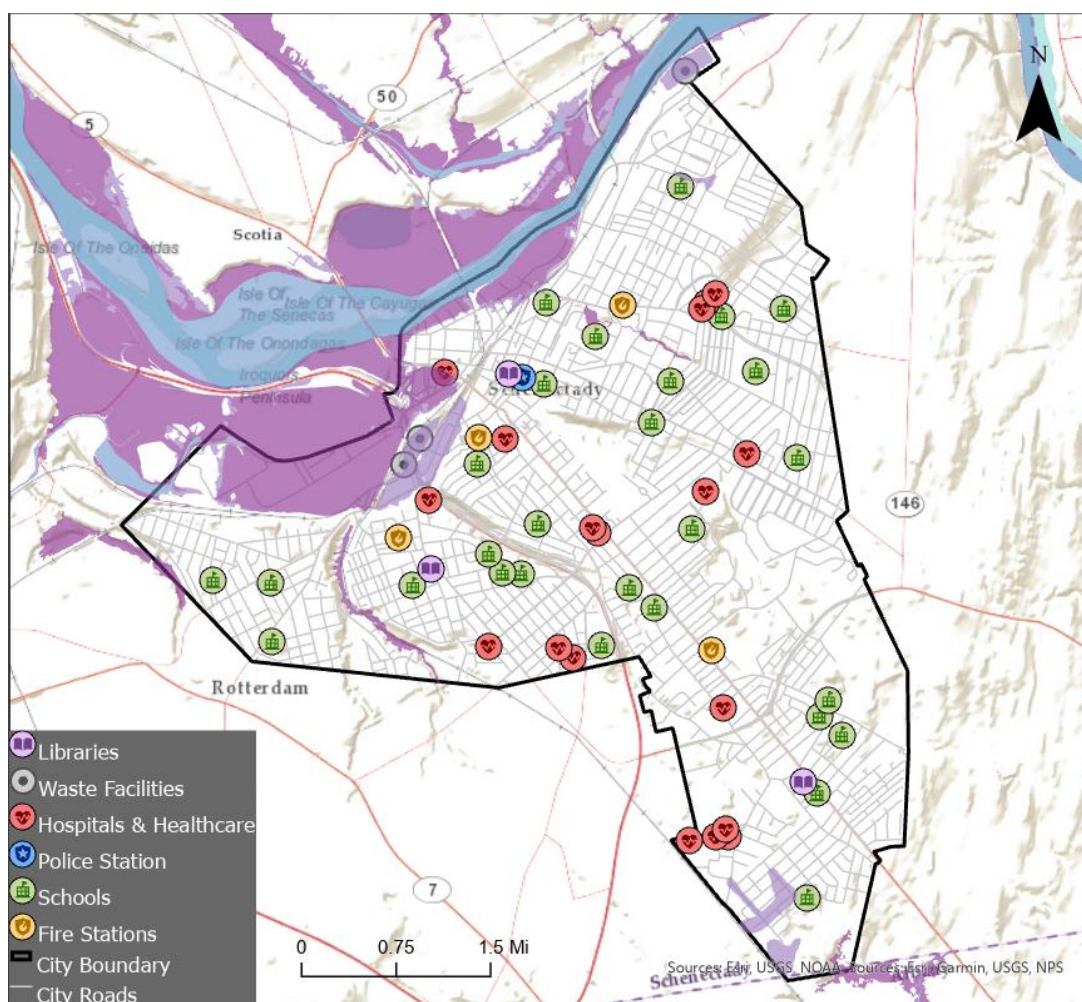 N
50
5
Scotia
Isle Of The Oneidas
Isle Of
The Senecas
Isle Of The Cayugas
Isle Of The Onondagas
Iroquois
Peninsula
Schenectady
146
Rotterdam
Libraries
Waste Facilities
Hospitals & Healthcare
Police Station
Schools
Fire Stations
City Boundary
City Roads
7
0 0.75 1.5 Mi
Sources: Esri, USGS, NOAA, Sources: Esri, Garmin, USGS, NPS
Schenectady